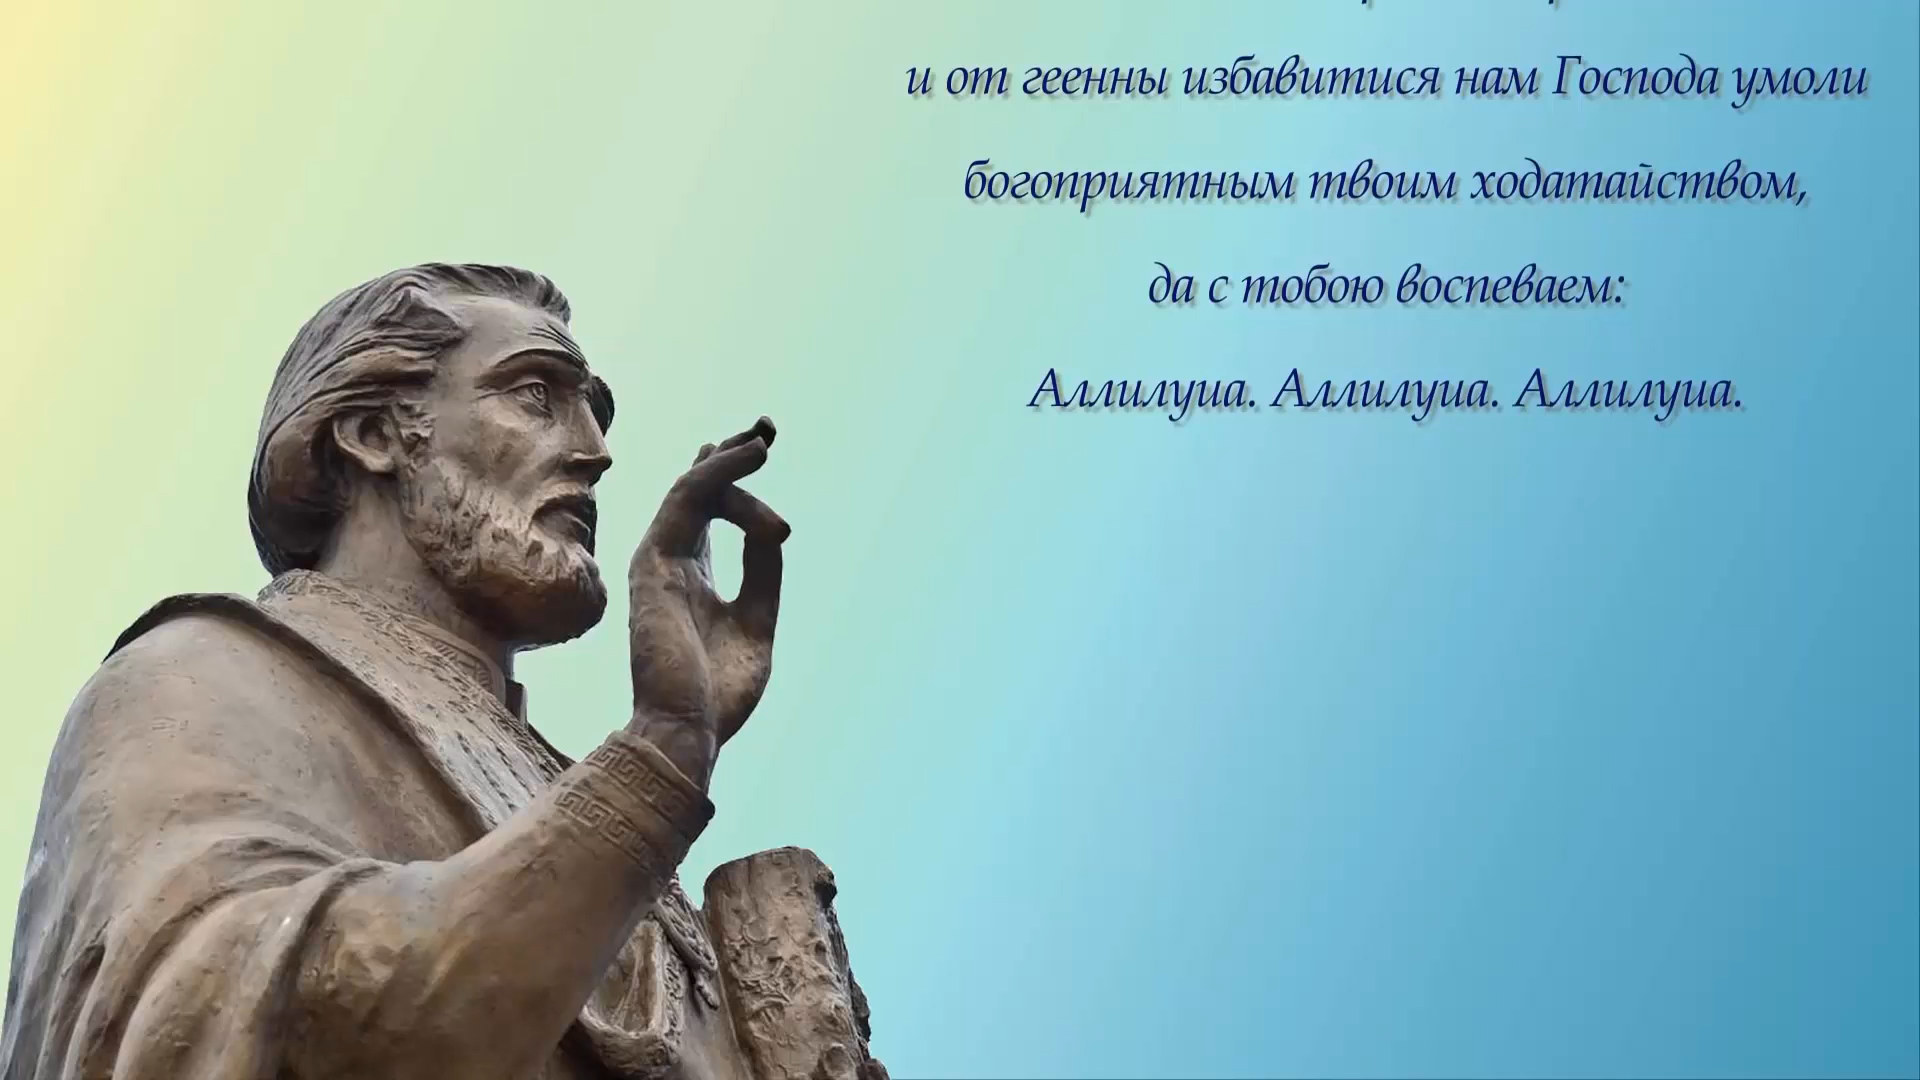 и от геенны избавитися нам Господа умоли
богоприятным твоим ходатайством,
да с тобою воспеваем:
Аллилуиа. Аллилуиа. Аллилуиа.